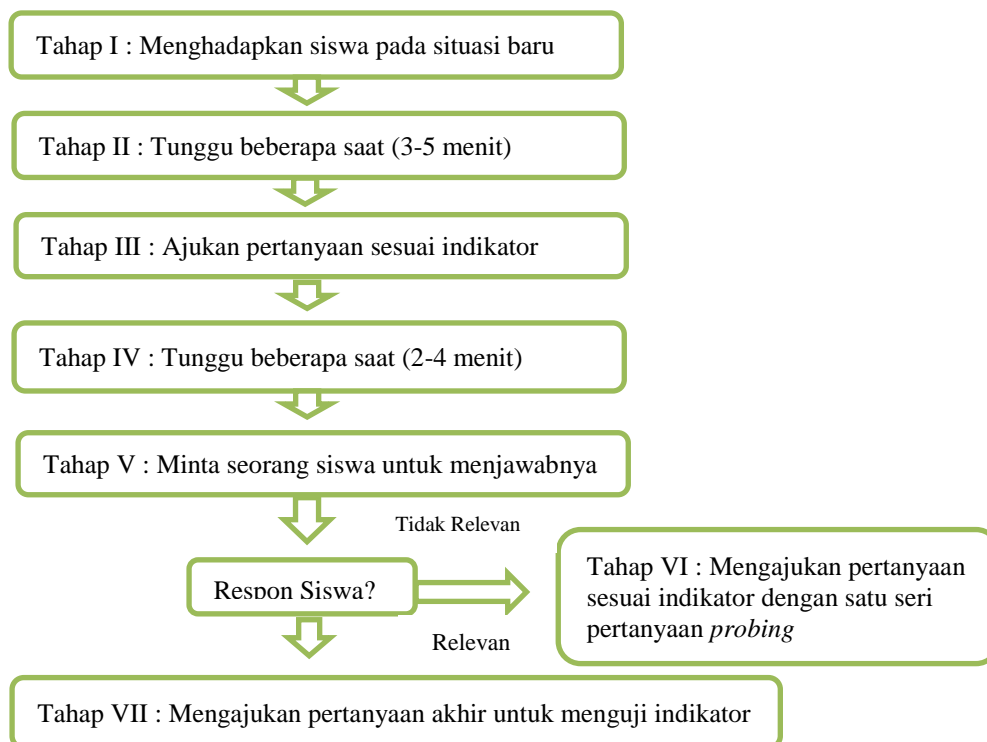 Tahap I : Menghadapkan siswa pada situasi baru
Tahap II : Tunggu beberapa saat (3-5 menit)
Tahap III : Ajukan pertanyaan sesuai indikator
Tahap IV : Tunggu beberapa saat (2-4 menit)
Tahap V : Minta seorang siswa untuk menjawabnya
Tidak Relevan
Respon Siswa?
Tahap VI : Mengajukan pertanyaan
sesuai indikator dengan satu seri
pertanyaan probing
Relevan
Tahap VII : Mengajukan pertanyaan akhir untuk menguji indikator